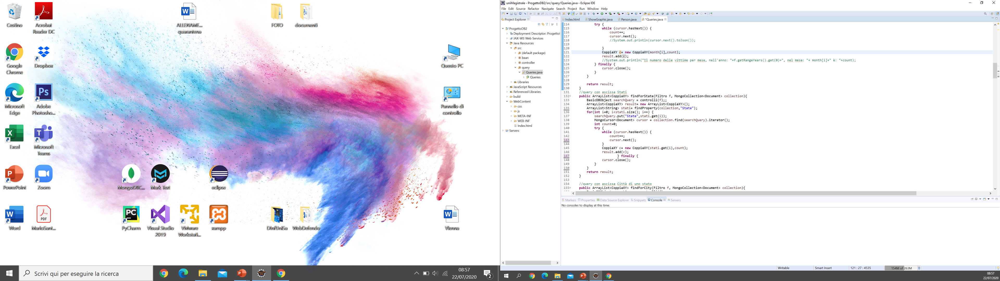 Cestino
Acrobat
Reader DC
ALLENAME...
quarantena
FOTO
documenti
Google
Chrome
Dropbox
Questo PC
Microsoft
Edge
Ps
Adobe
Photosho...
Pannello di
controllo
Excel
Microsoft
Teams
PowerPoint
Zoom
MongoDBC...
Mark Text
eclipse
Word
PDF
MarioSant...
PC
PyCharm
Visual Studio
2019
VMware
Workstati...
xampp
DInfUniSa
WebDefendo
Vienna
Scrivi qui per eseguire la ricerca
08:57
22/07/2020
2
uniMagistrale - ProgettoDB2/src/query/Queries.java - Eclipse IDE
File Edit Source Refactor Navigate Search Project Run Window Help
Project Explorer
ProgettoDB2
Deployment Descriptor: Progettol
JAX-WS Web Services
Java Resources
src
(default package)
bean
controller
query
Queries.java
Queries
Libraries
JavaScript Resources
Referenced Libraries
build
WebContent
css
js
META-INF
WEB-INF
Index.html
Servers
Index.html ShowGraphic.java Person.java *Queries.java
114 try {
115 while (cursor.hasNext()) {
116 count++;
117 cursor.next();
118 //System.out.println(cursor.next().toJson());
119
120 }
121 CoppiaXY c= new CoppiaXY(month[i],count);
122 result.add(c);
123 //System.out.println("Il numero delle vittime per mese, nell'anno: "+f.getRangeYears().get(0)+", nel mese: "+ month[i]+" è: "+count);
124 } finally {
125 cursor.close();
126 }
127 }
128
129 return result;
130 }
131 //query con ascissa Stati
132 public ArrayList<CoppiaXY> findForState(Filtro f, MongoCollection<Document> collection){
133 BasicDBObject searchQuery = controlli(f);;
134 ArrayList<CoppiaXY> result= new ArrayList<CoppiaXY>();
135 ArrayList<String> stati= findProperty(collection,"State");
136 for(int i=0; i<stati.size(); i++) {
137 searchQuery.put("State",stati.get(i));
138 MongoCursor<Document> cursor = collection.find(searchQuery).iterator();
139 int count=0;
140 try {
141 while (cursor.hasNext()) {
142 count++;
143 cursor.next();
144 }
145 CoppiaXY c= new CoppiaXY(stati.get(i),count);
146 result.add(c);
147 } finally {
148 cursor.close();
149 }
150 }
151 return result;
152 }
153
154 //query con ascissa Città di uno stato
155 public ArrayList<CoppiaXY> findForCity(Filtro f, MongoCollection<Document> collection){
Markers Properties Data Source Explorer Snippets Console Servers
No consoles to display at this time.
Writable Smart Insert 121 : 27 : 4535 154M of 263M
08:57
22/07/2020